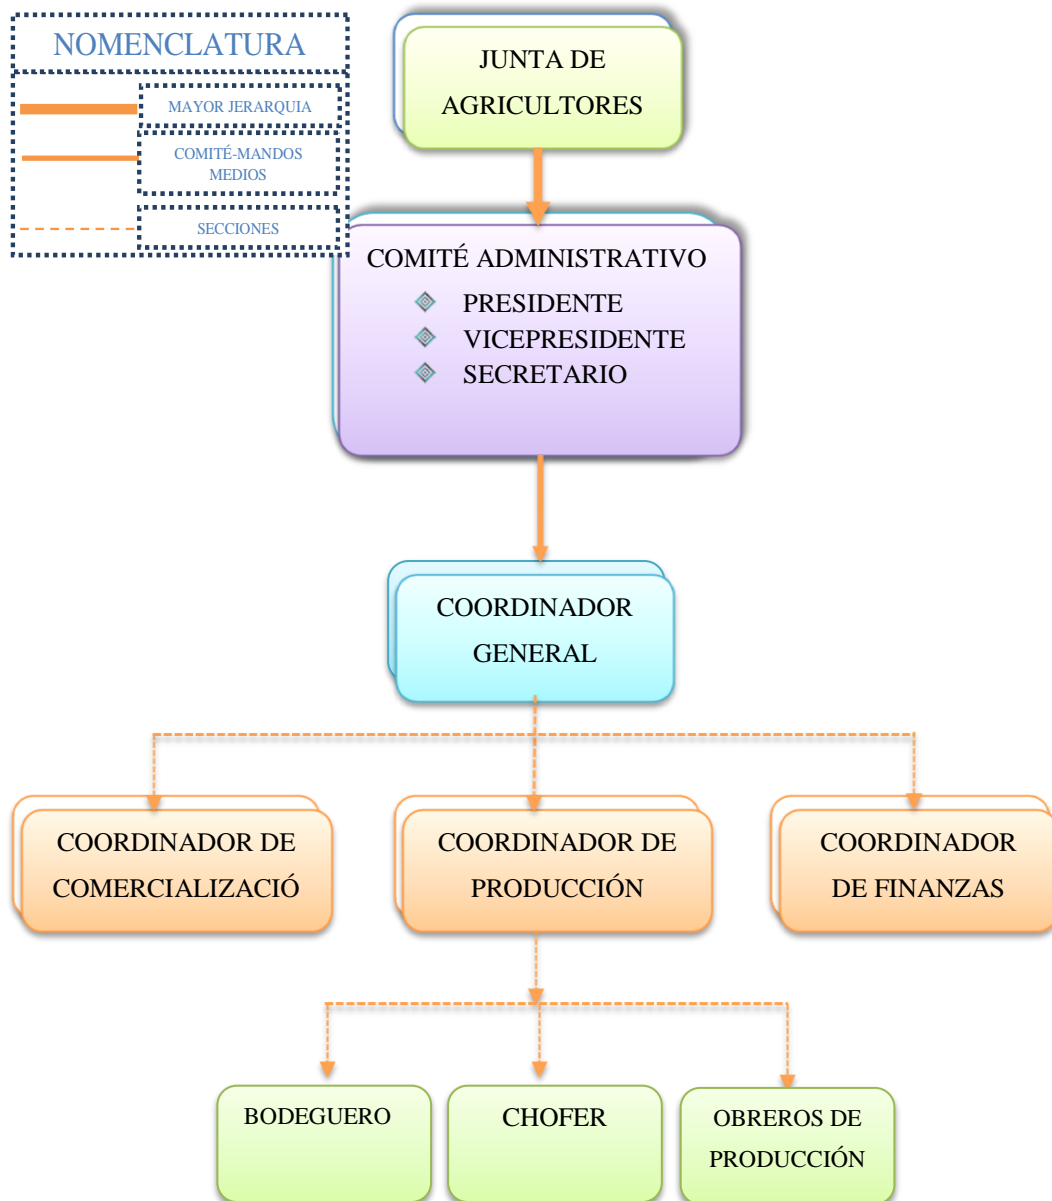 NOMENCLATURA
MAYOR JERARQUIA
COMITÉ-MANDOS
MEDIOS
SECCIONES
JUNTA DE
AGRICULTORES
COMITÉ ADMINISTRATIVO
PRESIDENTE
VICEPRESIDENTE
SECRETARIO
COORDINADOR
GENERAL
COORDINADOR DE
COMERCIALIZACIÓ
COORDINADOR DE
PRODUCCIÓN
COORDINADOR
DE FINANZAS
BODEGUERO
CHOFER
OBREROS DE
PRODUCCIÓN